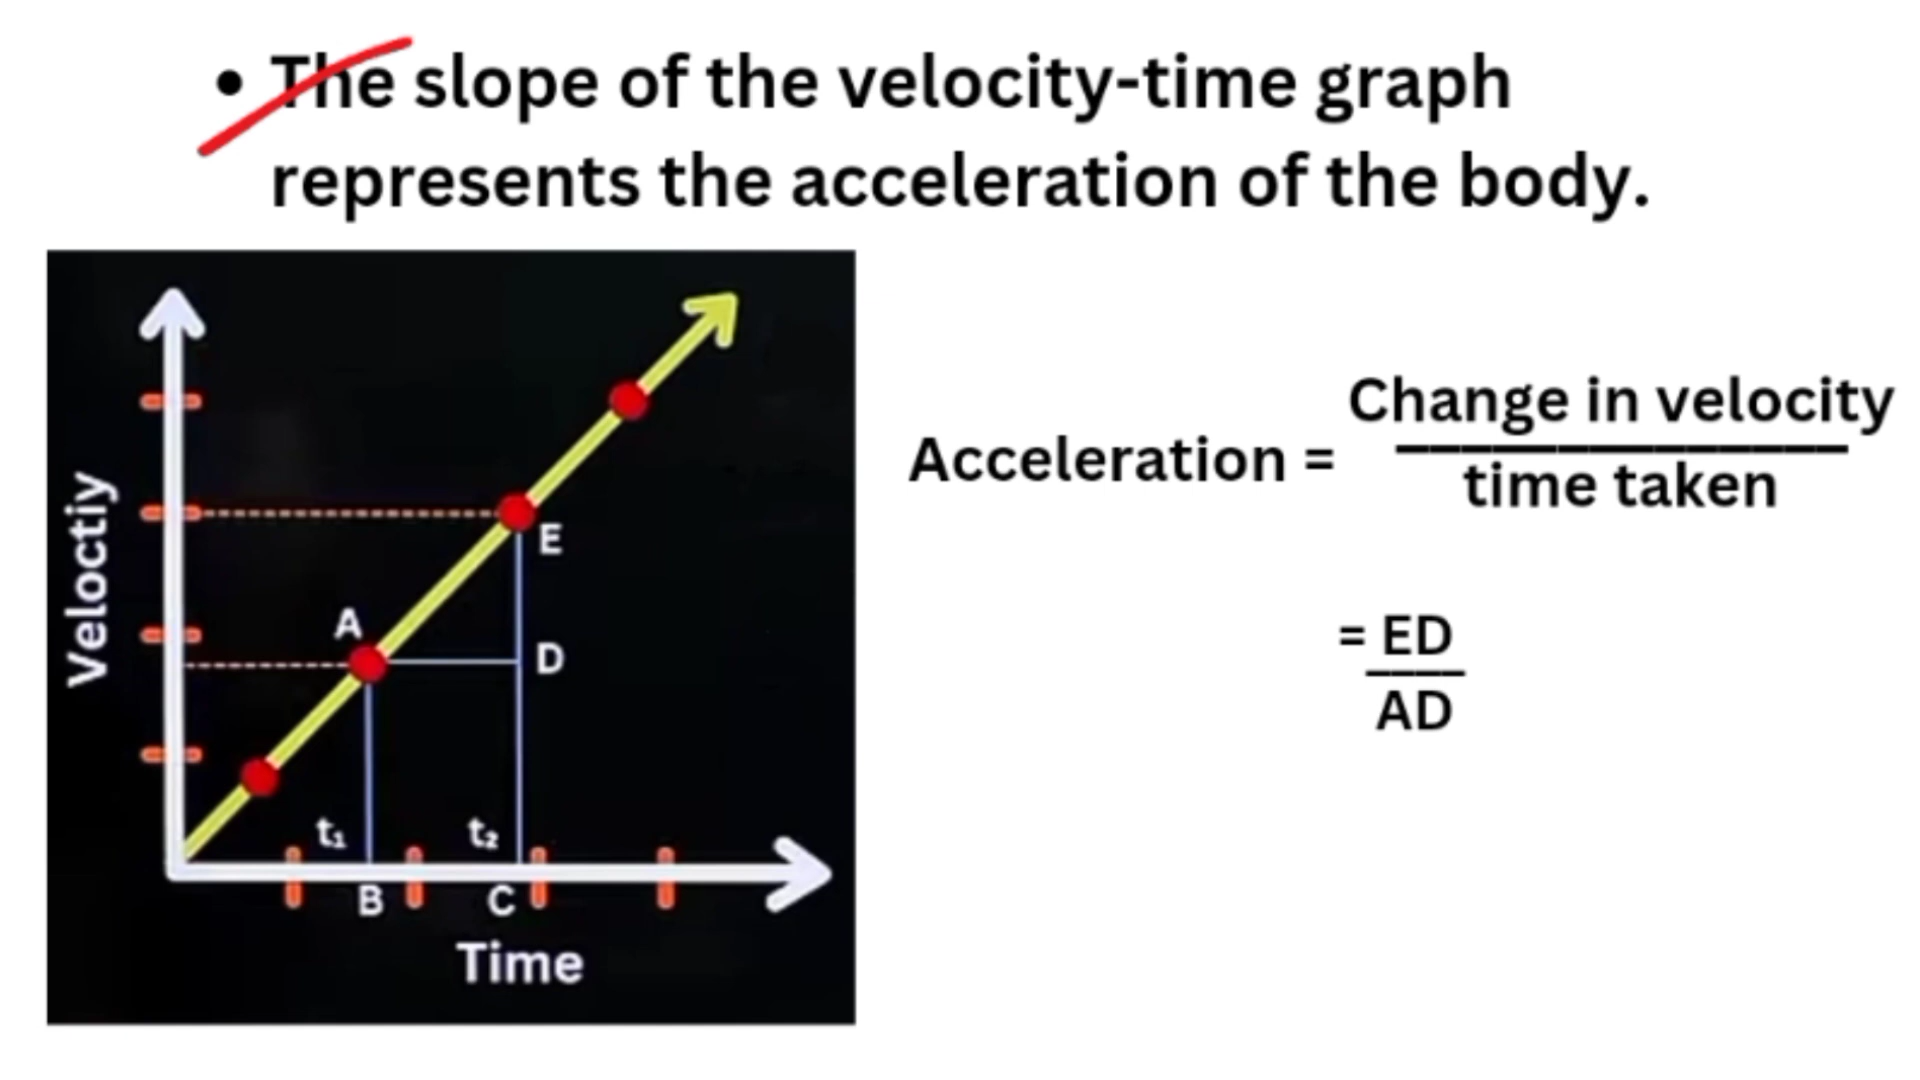 • The slope of the velocity-time graph
represents the acceleration of the body.
Veloctiy
A
E
D
t₁
t₂
B
C
Time
Change in velocity
Acceleration =
time taken
= ED
AD